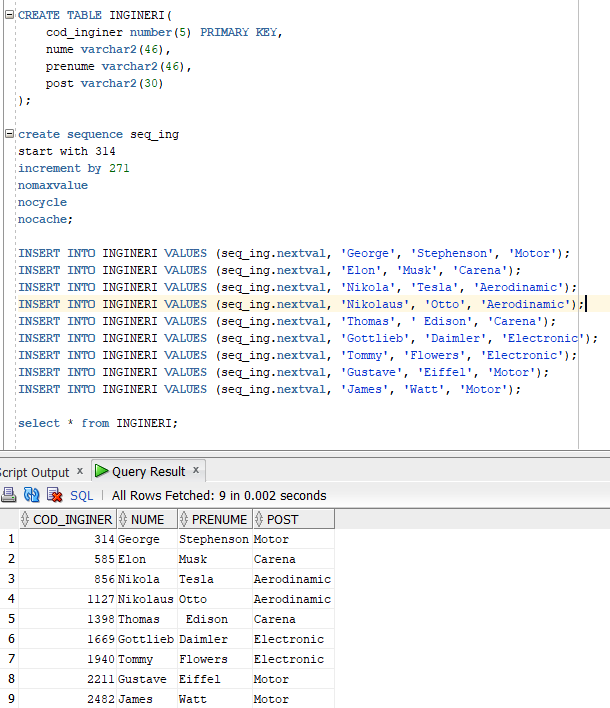 CREATE TABLE INGINERI(
    cod_inginer number(5) PRIMARY KEY,
    nume varchar2(46),
    prenume varchar2(46),
    post varchar2(30)
);
create sequence seq_ing
start with 314
increment by 271
nomaxvalue
nocycle
nocache;
INSERT INTO INGINERI VALUES (seq_ing.nextval, 'George', 'Stephenson', 'Motor');
INSERT INTO INGINERI VALUES (seq_ing.nextval, 'Elon', 'Musk', 'Carena');
INSERT INTO INGINERI VALUES (seq_ing.nextval, 'Nikola', 'Tesla', 'Aerodinamic');
INSERT INTO INGINERI VALUES (seq_ing.nextval, 'Nikolaus', 'Otto', 'Aerodinamic');
INSERT INTO INGINERI VALUES (seq_ing.nextval, 'Thomas', ' Edison', 'Carena');
INSERT INTO INGINERI VALUES (seq_ing.nextval, 'Gottlieb', 'Daimler', 'Electronic');
INSERT INTO INGINERI VALUES (seq_ing.nextval, 'Tommy', 'Flowers', 'Electronic');
INSERT INTO INGINERI VALUES (seq_ing.nextval, 'Gustave', 'Eiffel', 'Motor');
INSERT INTO INGINERI VALUES (seq_ing.nextval, 'James', 'Watt', 'Motor');
select * from INGINERI;
cript Output x Query Result x
SQL | All Rows Fetched: 9 in 0.002 seconds
COD_INGINER NUME PRENUME POST
1 314 George Stephenson Motor
2 585 Elon Musk Carena
3 856 Nikola Tesla Aerodinamic
4 1127 Nikolaus Otto Aerodinamic
5 1398 Thomas  Edison Carena
6 1669 Gottlieb Daimler Electronic
7 1940 Tommy Flowers Electronic
8 2211 Gustave Eiffel Motor
9 2482 James Watt Motor